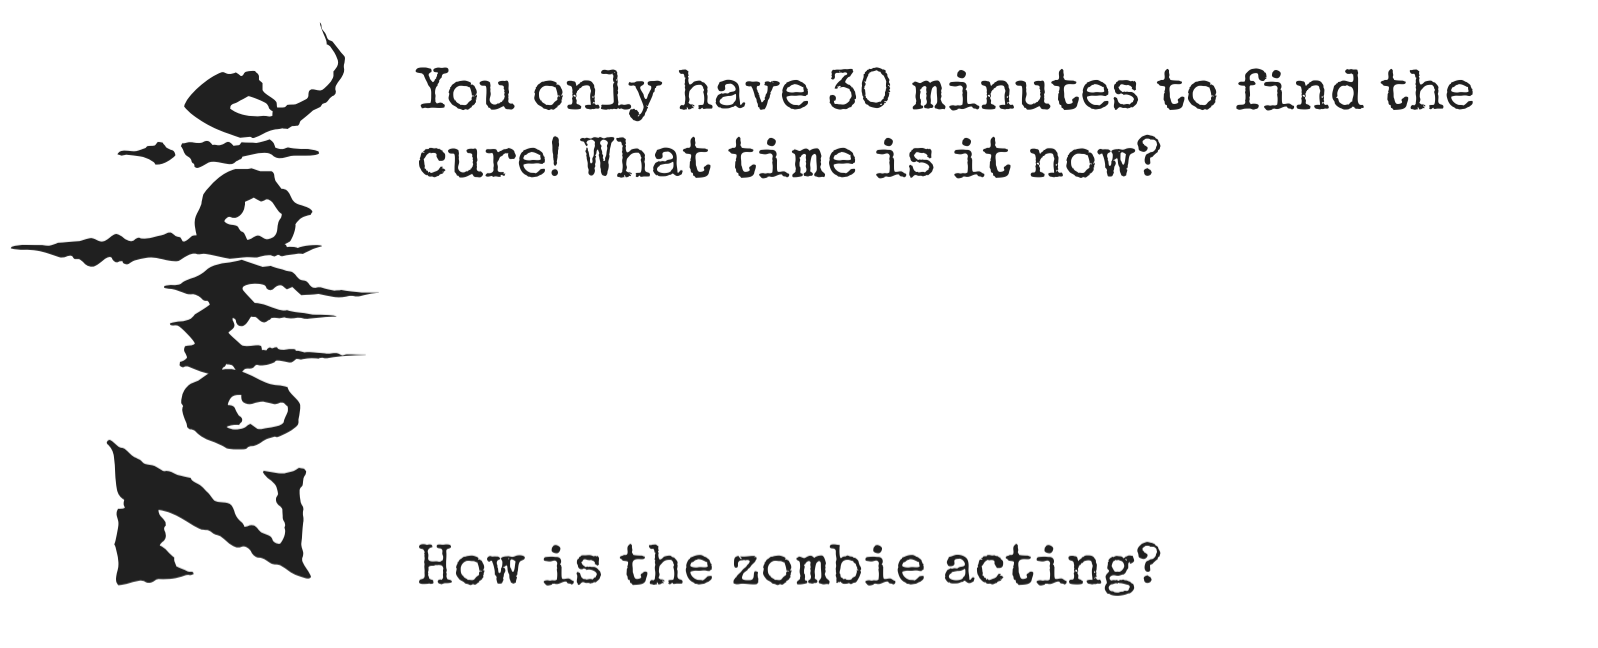 Zombie
You only have 30 minutes to find the
cure! What time is it now?
How is the zombie acting?